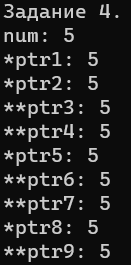 Задание 4.
num: 5
*ptr1: 5
*ptr2: 5
**ptr3: 5
**ptr4: 5
*ptr5: 5
**ptr6: 5
**ptr7: 5
*ptr8: 5
**ptr9: 5